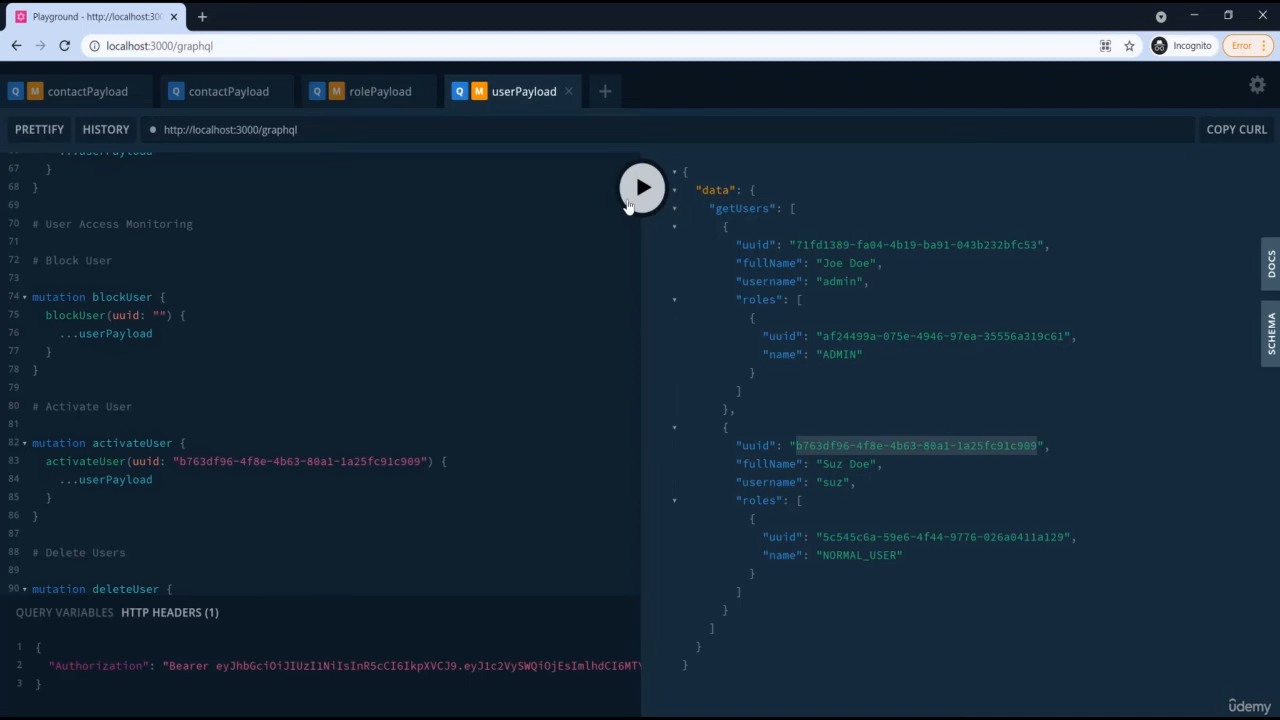 Playground - http://localhost:300
localhost:3000/graphql
Incognito
Error
Q M contactPayload
Q contactPayload
Q M rolePayload
Q M userPayload
PRETTIFY
HISTORY
http://localhost:3000/graphql
COPY CURL
...userPayload
67 }
68 }
69
70 # User Access Monitoring
71
72 # Block User
73
74 mutation blockUser {
75 blockUser(uuid: "") {
76 ...userPayload
77 }
78 }
79
80 # Activate User
81
82 mutation activateUser {
83 activateUser(uuid: "b763df96-4f8e-4b63-80a1-1a25fc91c909") {
84 ...userPayload
85 }
86 }
87
88 # Delete Users
89
90 mutation deleteUser {
QUERY VARIABLES HTTP HEADERS (1)
1 {
2 "Authorization": "Bearer eyJhbGciOiJIUzI1NiIsInR5cCI6IkpXVCJ9.eyJ1c2VySWQiOjEsImlhdCI6MTY
3 }
{
"data": {
"getUsers": [
{
"uuid": "71fd1389-fa04-4b19-ba91-043b232bfc53",
"fullName": "Joe Doe",
"username": "admin",
"roles": [
{
"uuid": "af24499a-075e-4946-97ea-35556a319c61",
"name": "ADMIN"
}
]
},
{
"uuid": "b763df96-4f8e-4b63-80a1-1a25fc91c909",
"fullName": "Suz Doe",
"username": "suz",
"roles": [
{
"uuid": "5c545c6a-59e6-4f44-9776-026a0411a129",
"name": "NORMAL_USER"
}
]
}
]
}
}
DOCS
SCHEMA
ûdemy